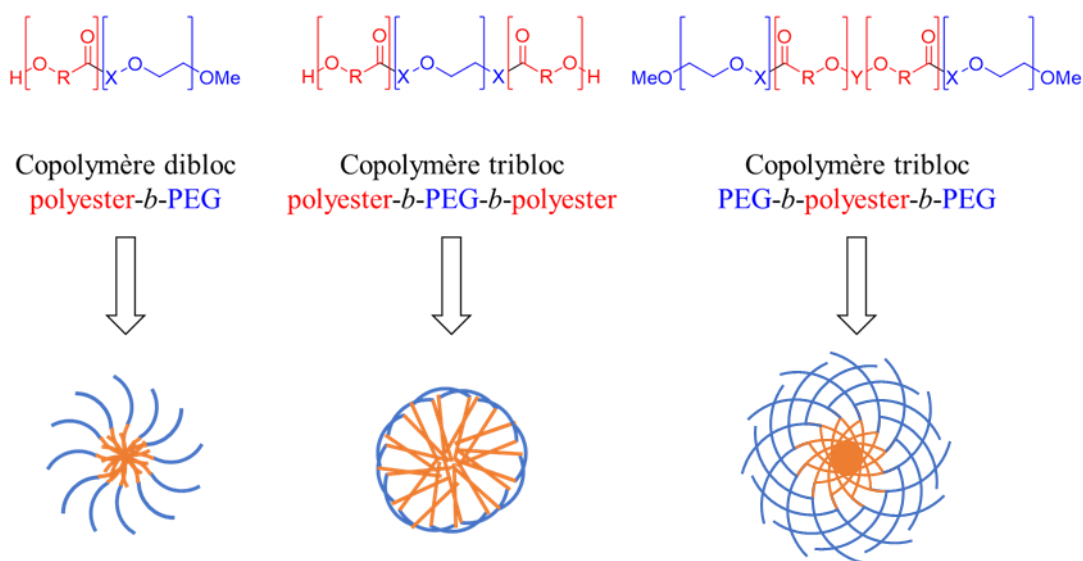 H O R O X O OMe
H O R O X O X O R O H
MeO O X O R O Y O R O X O OMe
Copolymère dibloc
polyester-b-PEG
Copolymère tribloc
polyester-b-PEG-b-polyester
Copolymère tribloc
PEG-b-polyester-b-PEG